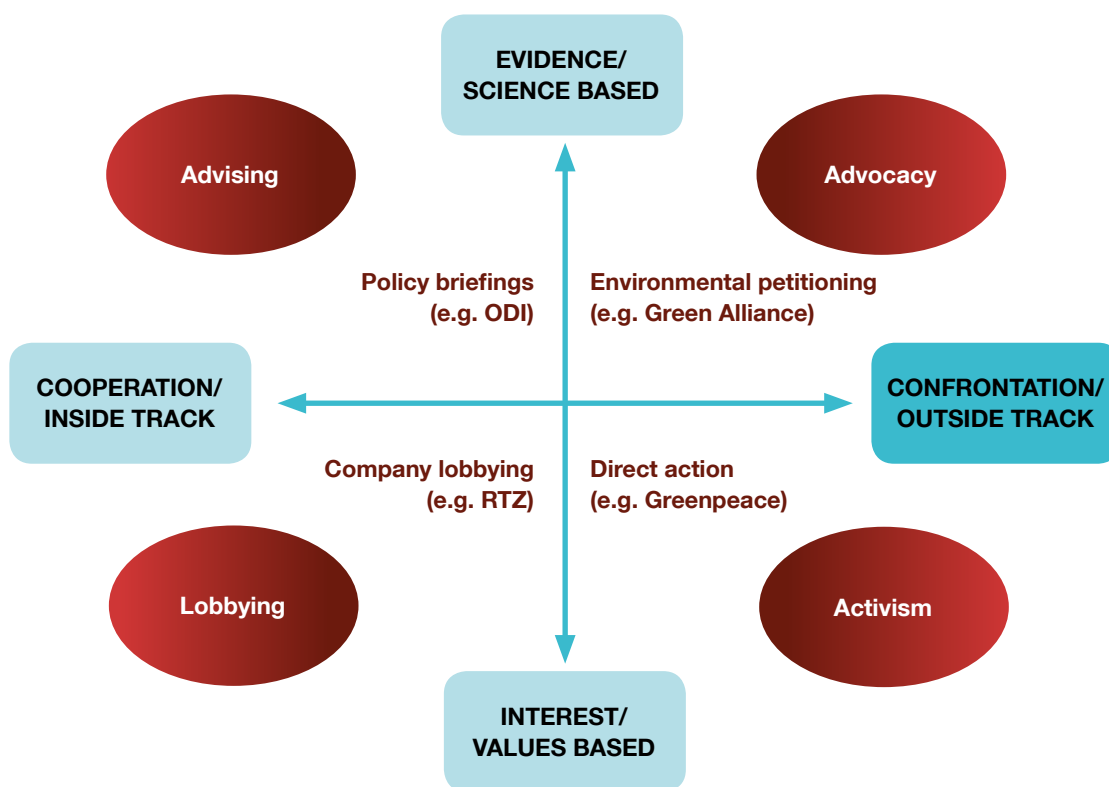 EVIDENCE/
SCIENCE BASED
Advising
Advocacy
Policy briefings
(e.g. ODI)
Environmental petitioning
(e.g. Green Alliance)
COOPERATION/
INSIDE TRACK
CONFRONTATION/
OUTSIDE TRACK
Company lobbying
(e.g. RTZ)
Direct action
(e.g. Greenpeace)
Lobbying
Activism
INTEREST/
VALUES BASED